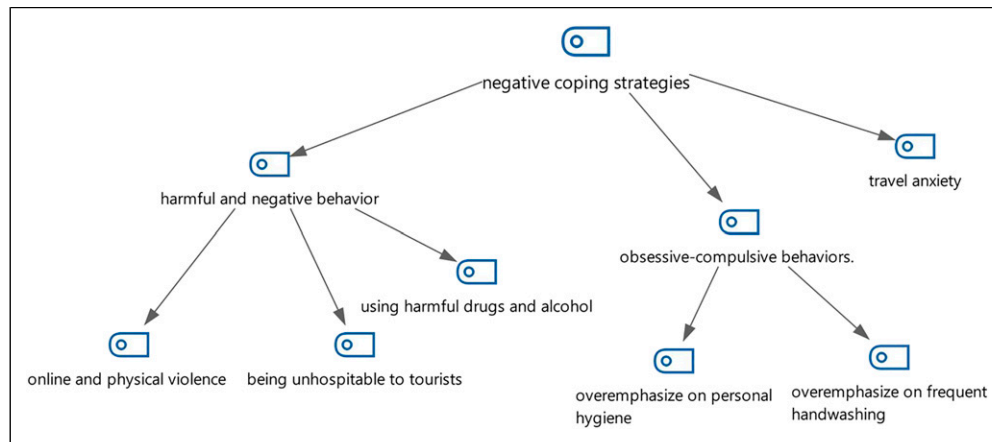 negative coping strategies
travel anxiety
harmful and negative behavior
obsessive-compulsive behaviors.
using harmful drugs and alcohol
online and physical violence
being unhospitable to tourists
overemphasize on personal
hygiene
overemphasize on frequent
handwashing